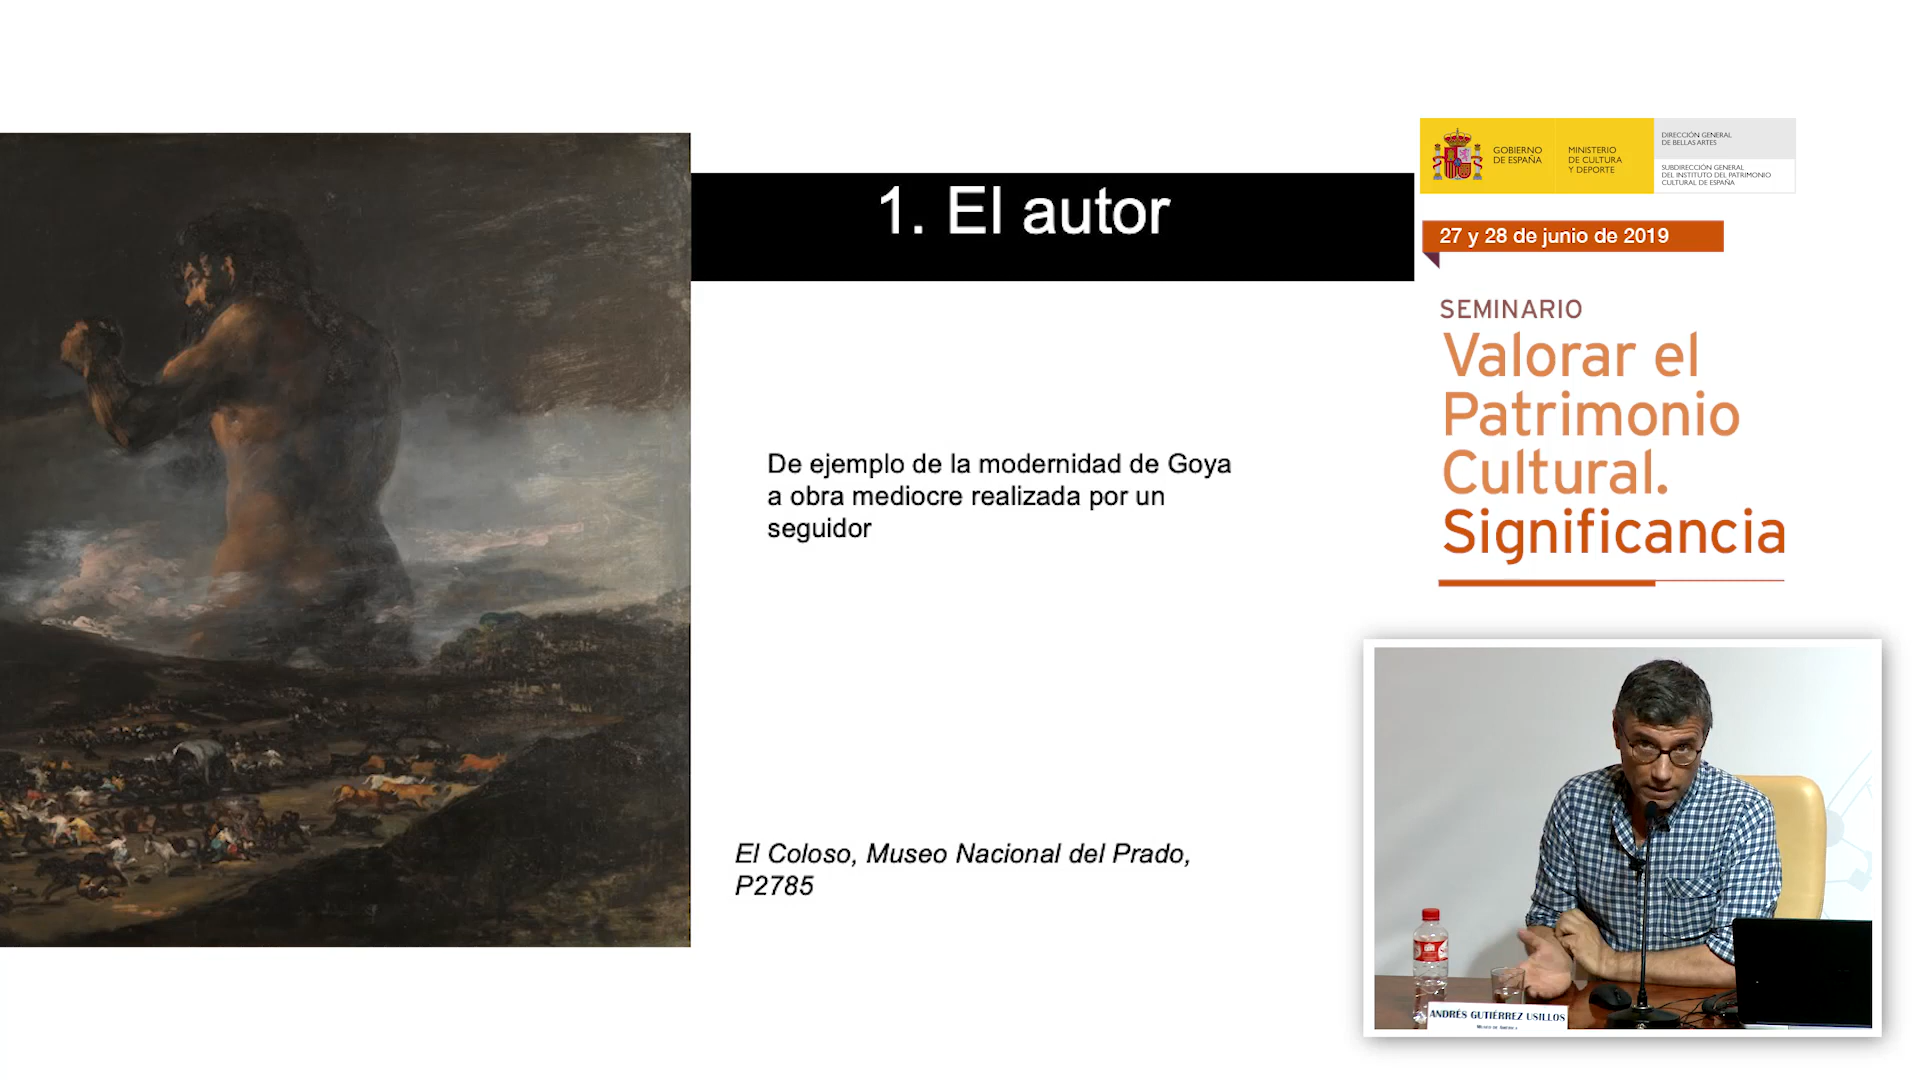 1. El autor
De ejemplo de la modernidad de Goya
a obra mediocre realizada por un
seguidor
El Coloso, Museo Nacional del Prado,
P2785
GOBIERNO
DE ESPAÑA
MINISTERIO
DE CULTURA
Y DEPORTE
DIRECCIÓN GENERAL
DE BELLAS ARTES
SUBDIRECCIÓN GENERAL
DEL INSTITUTO DEL PATRIMONIO
CULTURAL DE ESPAÑA
27 y 28 de junio de 2019
SEMINARIO
Valorar el
Patrimonio
Cultural.
Significancia
ANDRÉS GUTIÉRREZ USILLOS
MUSEO DE AMÉRICA